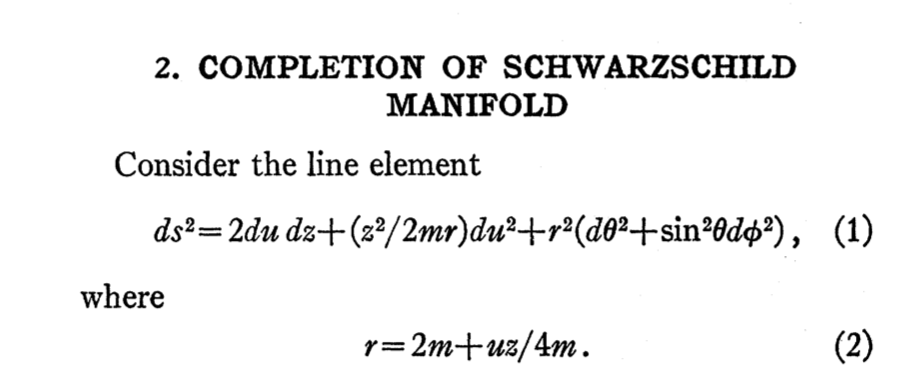 2. COMPLETION OF SCHWARZSCHILD
MANIFOLD
Consider the line element
ds²=2du dz+(z²/2mr)du²+r²(dθ²+sin²θdϕ²), (1)
where
r=2m+uz/4m. (2)